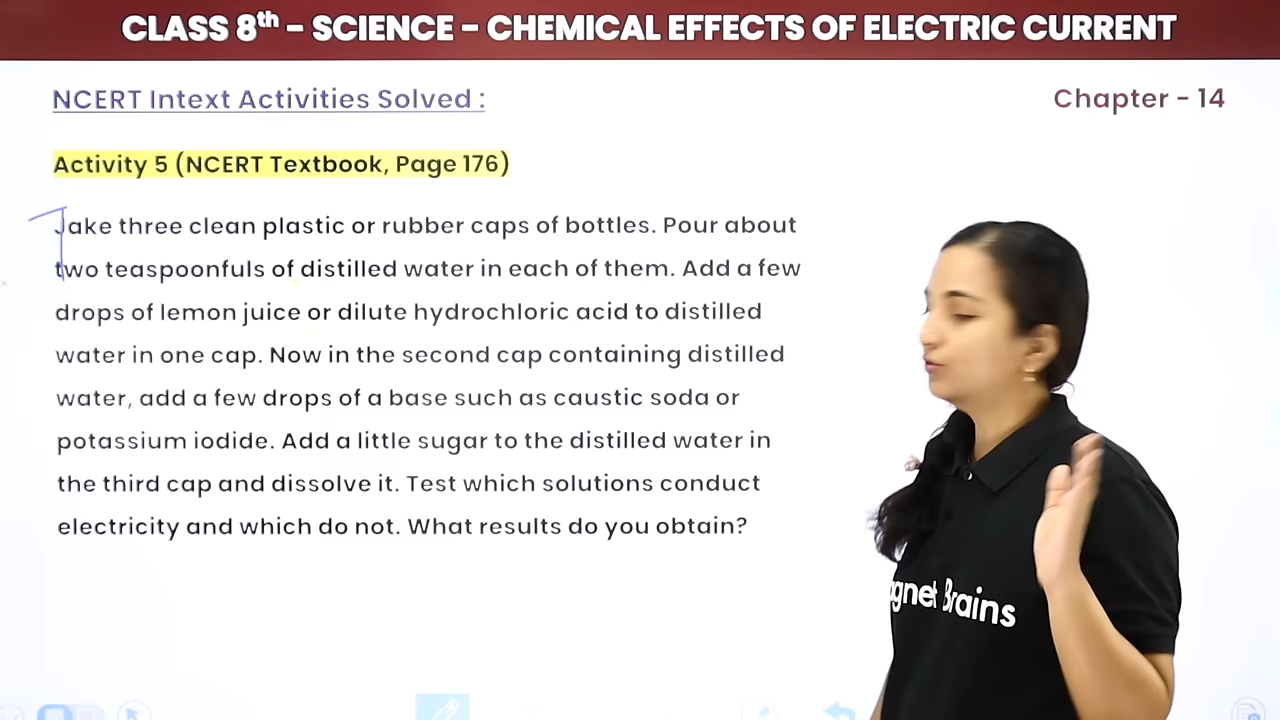 CLASS 8th - SCIENCE - CHEMICAL EFFECTS OF ELECTRIC CURRENT
NCERT Intext Activities Solved :
Chapter - 14
Activity 5 (NCERT Textbook, Page 176)
Jake three clean plastic or rubber caps of bottles. Pour about
two teaspoonfuls of distilled water in each of them. Add a few
drops of lemon juice or dilute hydrochloric acid to distilled
water in one cap. Now in the second cap containing distilled
water, add a few drops of a base such as caustic soda or
potassium iodide. Add a little sugar to the distilled water in
the third cap and dissolve it. Test which solutions conduct
electricity and which do not. What results do you obtain?
gnet Brains